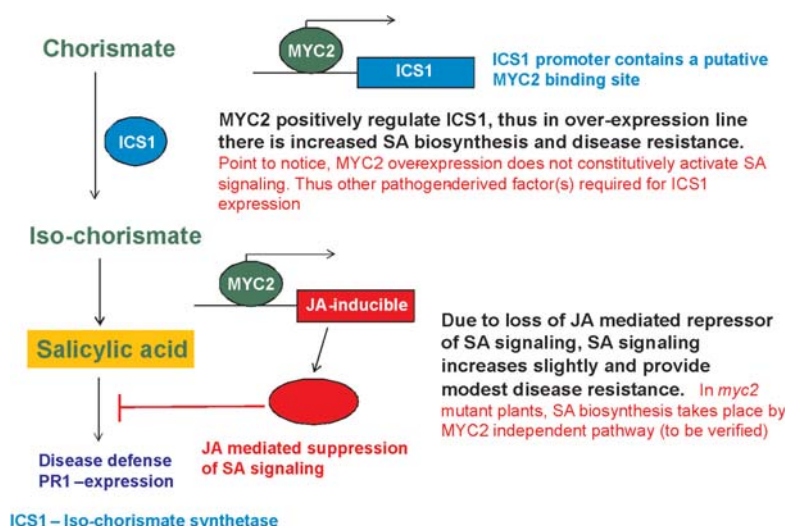 Chorismate
MYC2
ICS1
ICS1 promoter contains a putative
MYC2 binding site
ICS1
MYC2 positively regulate ICS1, thus in over-expression line
there is increased SA biosynthesis and disease resistance.
Point to notice, MYC2 overexpression does not constitutively activate SA
signaling. Thus other pathogenderived factor(s) required for ICS1
expression
Iso-chorismate
MYC2
JA-inducible
Salicylic acid
Due to loss of JA mediated repressor
of SA signaling, SA signaling
increases slightly and provide
modest disease resistance. In myc2
mutant plants, SA biosynthesis takes place by
MYC2 independent pathway (to be verified)
JA mediated suppression
of SA signaling
Disease defense
PR1 –expression
ICS1 – Iso-chorismate synthetase